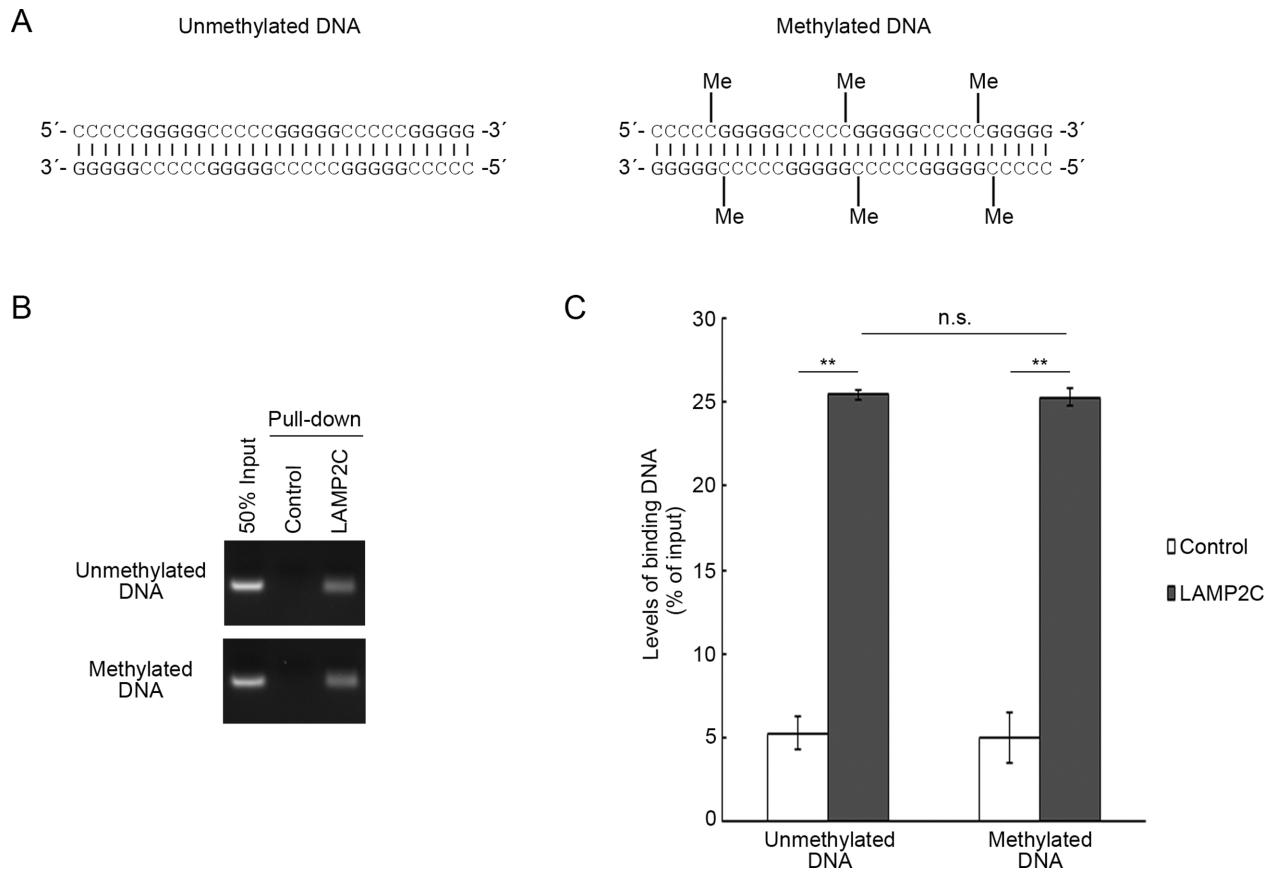 A
Unmethylated DNA
Methylated DNA
Me Me Me
5´- CCCCCGGGGGCCCCCGGGGGCCCCCGGGGG -3´
3´- GGGGGCCCCCGGGGGCCCCCGGGGGCCCCC -5´
5´- CCCCCGGGGGCCCCCGGGGGCCCCCGGGGG -3´
3´- GGGGGCCCCCGGGGGCCCCCGGGGGCCCCC -5´
Me Me Me
B
Pull-down
50% Input
Control
LAMP2C
Unmethylated
DNA
Methylated
DNA
C
Levels of binding DNA
(% of input)
30
25
20
15
10
5
0
n.s.
** **
Unmethylated
DNA
Methylated
DNA
Control
LAMP2C